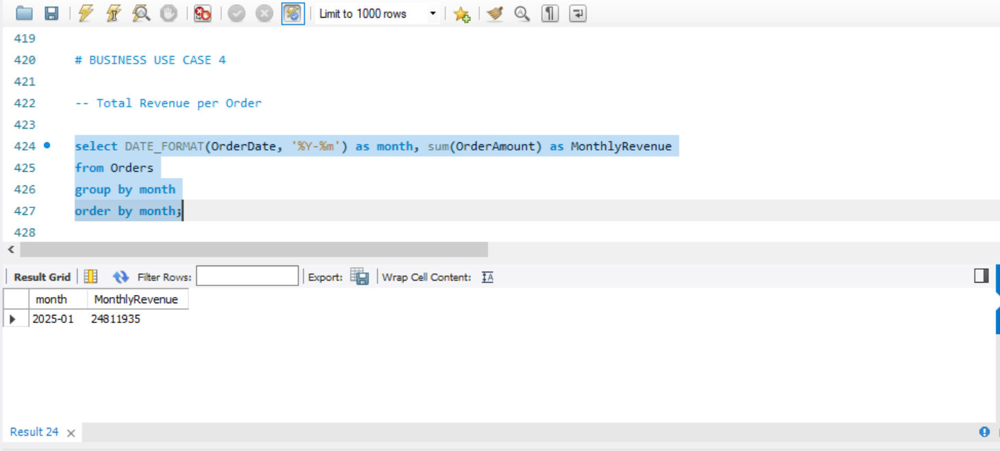 Limit to 1000 rows
419
420 # BUSINESS USE CASE 4
421
422 -- Total Revenue per Order
423
424 select DATE_FORMAT(OrderDate, '%Y-%m') as month, sum(OrderAmount) as MonthlyRevenue
425 from Orders
426 group by month
427 order by month;
428
Result Grid Filter Rows: Export: Wrap Cell Content: IA
month MonthlyRevenue
2025-01 24811935
Result 24